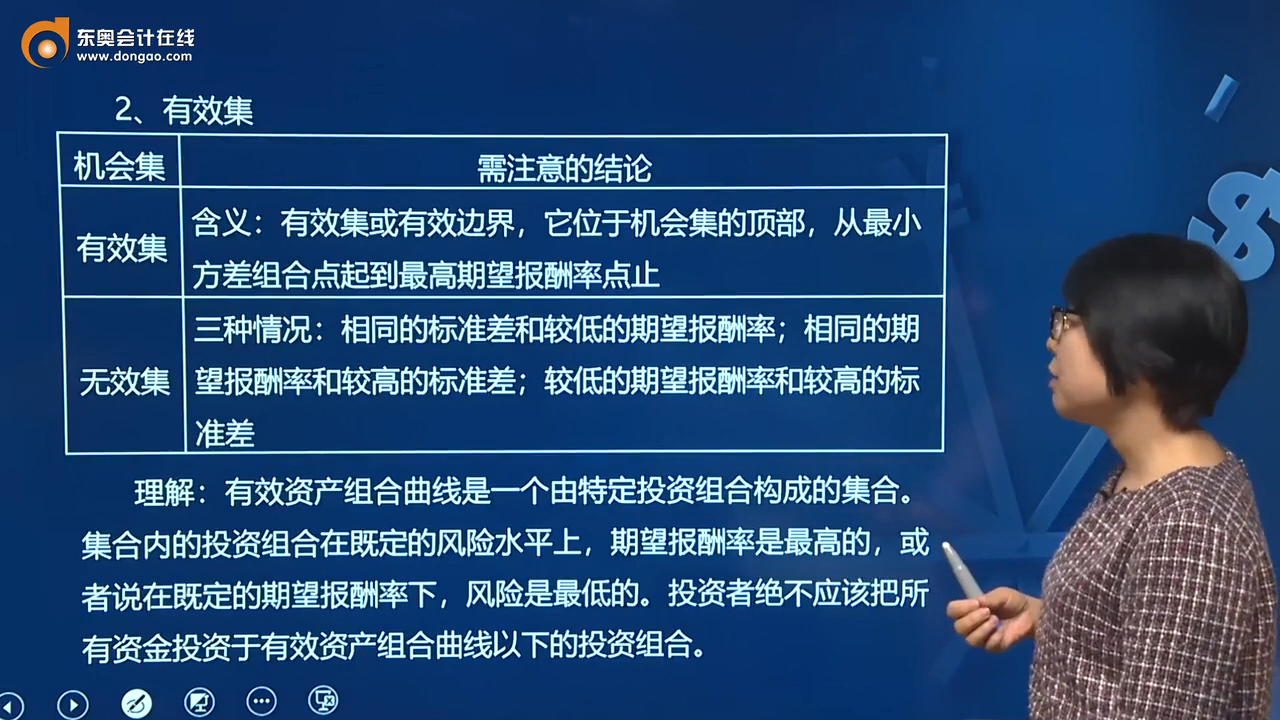 东奥会计在线
www.dongao.com
2、有效集
机会集 需注意的结论
有效集 含义：有效集或有效边界，它位于机会集的顶部，从最小
方差组合点起到最高期望报酬率点止
三种情况：相同的标准差和较低的期望报酬率；相同的期
无效集 望报酬率和较高的标准差；较低的期望报酬率和较高的标
准差
理解：有效资产组合曲线是一个由特定投资组合构成的集合。
集合内的投资组合在既定的风险水平上，期望报酬率是最高的，或
者说在既定的期望报酬率下，风险是最低的。投资者绝不应该把所
有资金投资于有效资产组合曲线以下的投资组合。